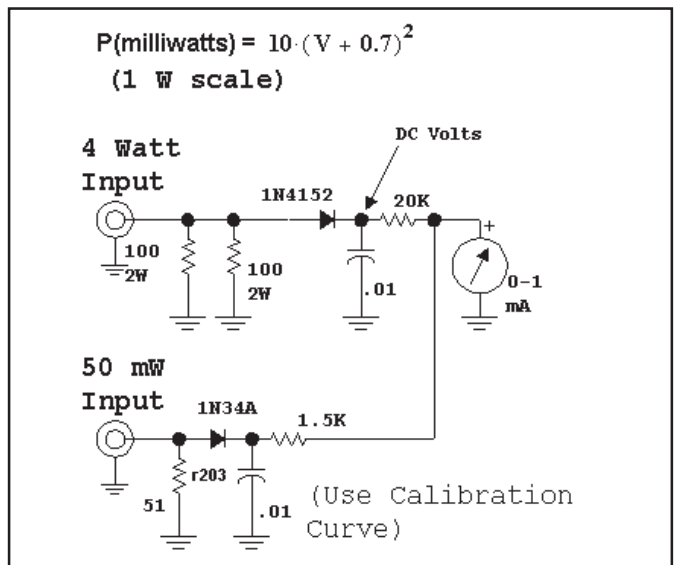 P(milliwatts) = 10·(V + 0.7)²
(1 W scale)
DC Volts
4 Watt
Input
1N4152
20K
+
100
2W
100
2W
.01
0-1
mA
50 mW
Input
1N34A
1.5K
r203
51
.01
(Use Calibration
Curve)